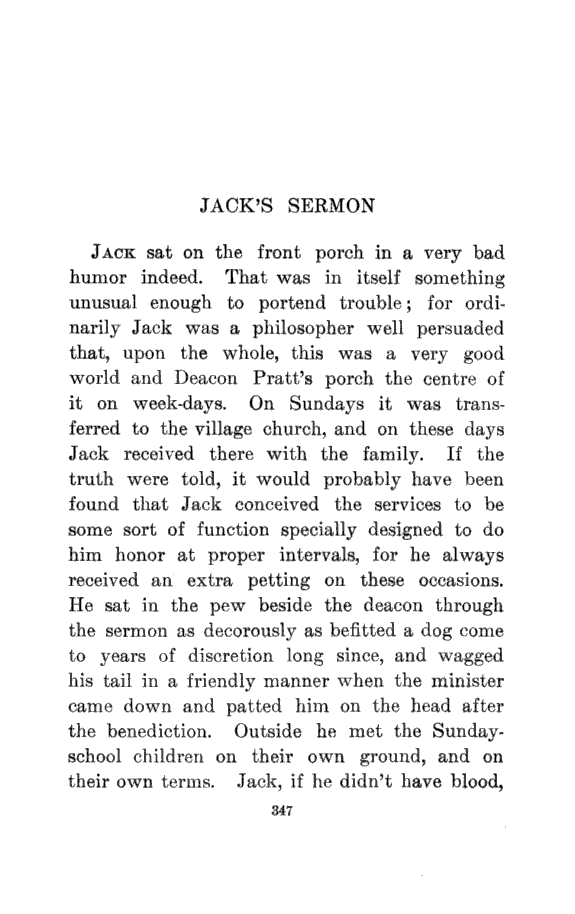 JACK'S SERMON
JACK sat on the front porch in a very bad
humor indeed. That was in itself something
unusual enough to portend trouble; for ordi-
narily Jack was a philosopher well persuaded
that, upon the whole, this was a very good
world and Deacon Pratt's porch the centre of
it on week-days. On Sundays it was trans-
ferred to the village church, and on these days
Jack received there with the family. If the
truth were told, it would probably have been
found that Jack conceived the services to be
some sort of function specially designed to do
him honor at proper intervals, for he always
received an extra petting on these occasions.
He sat in the pew beside the deacon through
the sermon as decorously as befitted a dog come
to years of discretion long since, and wagged
his tail in a friendly manner when the minister
came down and patted him on the head after
the benediction. Outside he met the Sunday-
school children on their own ground, and on
their own terms. Jack, if he didn't have blood,
347